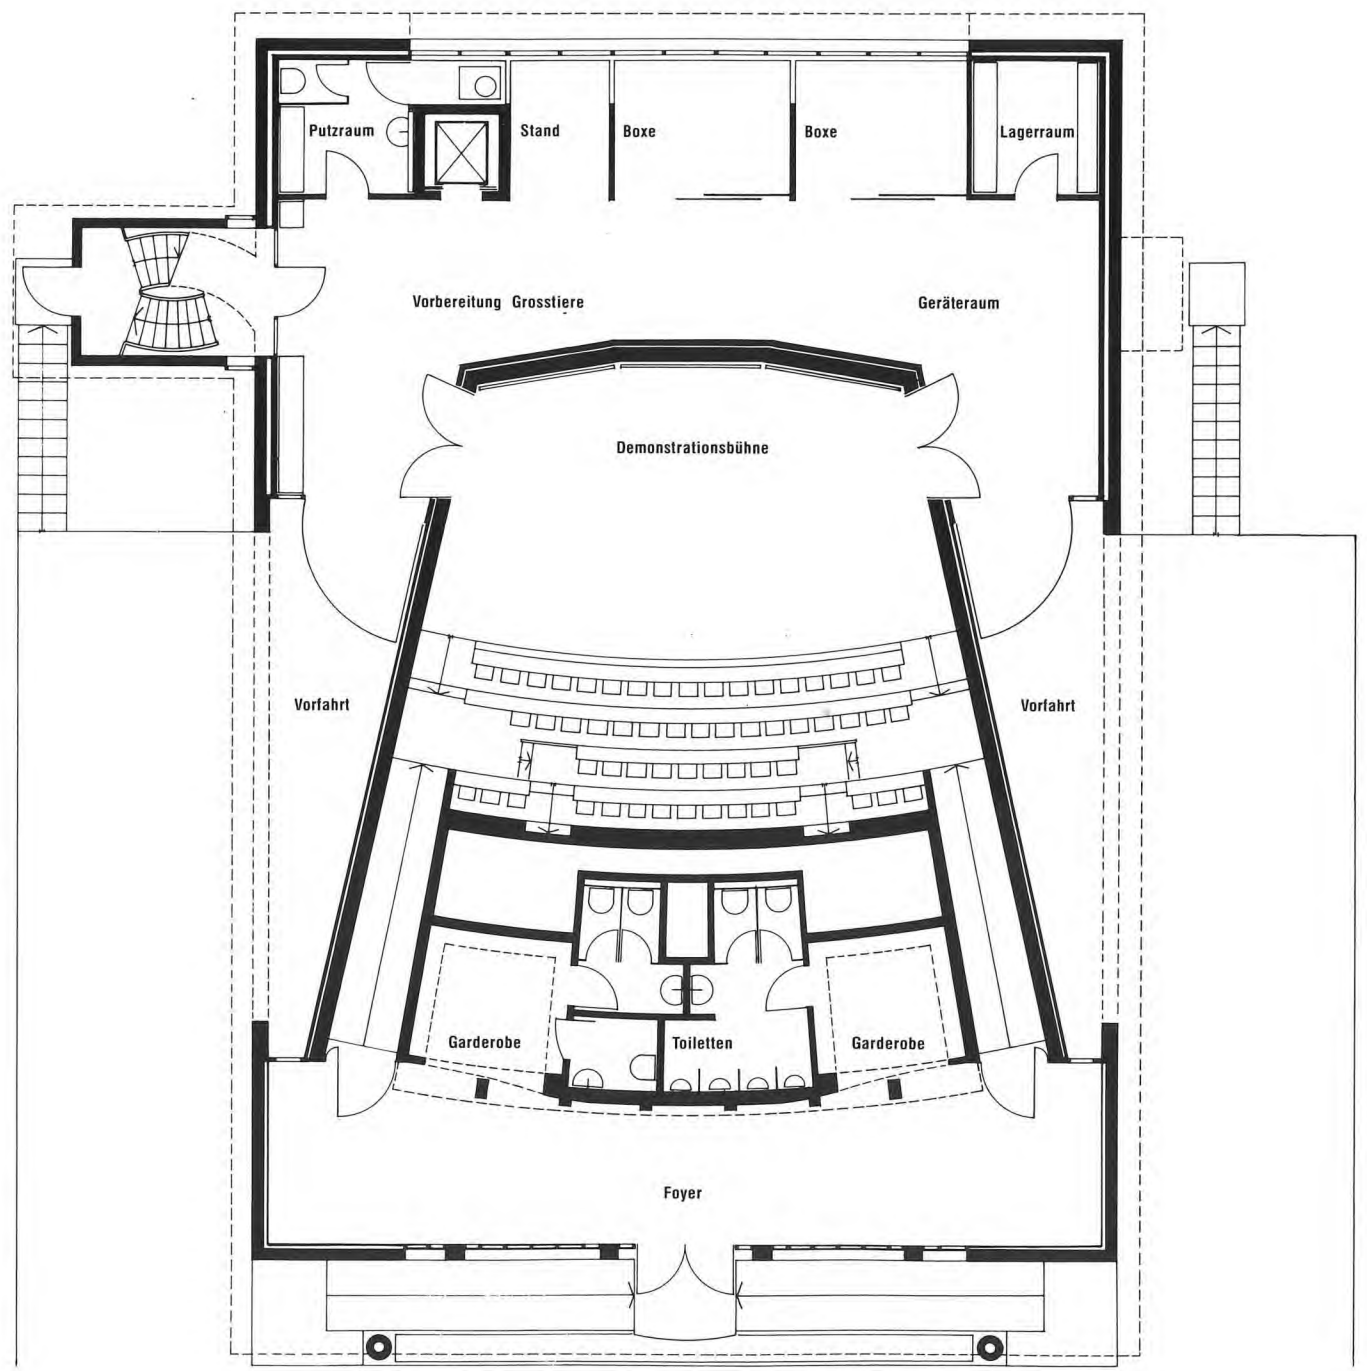 Putzraum
Stand
Boxe
Boxe
Lagerraum
Vorbereitung Grosstiere
Geräteraum
Demonstrationsbühne
Vorfahrt
Vorfahrt
Garderobe
Toiletten
Garderobe
Foyer